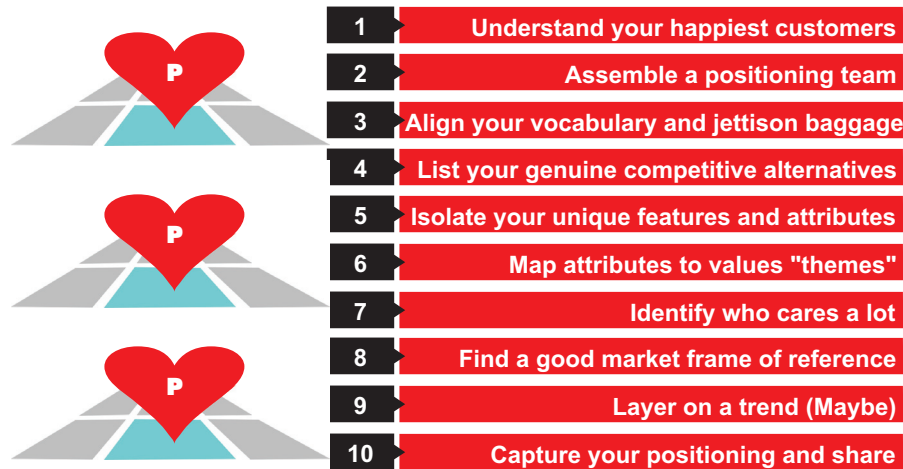 P
P
P
1 Understand your happiest customers
2 Assemble a positioning team
3 Align your vocabulary and jettison baggage
4 List your genuine competitive alternatives
5 Isolate your unique features and attributes
6 Map attributes to values "themes"
7 Identify who cares a lot
8 Find a good market frame of reference
9 Layer on a trend (Maybe)
10 Capture your positioning and share